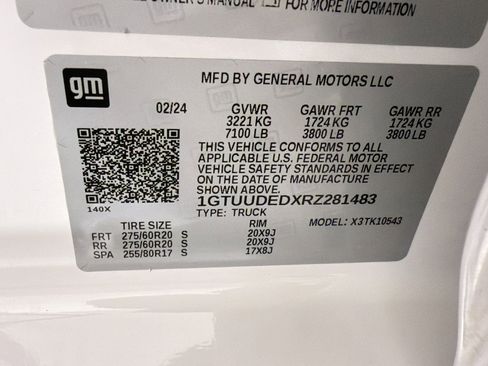 OWNER'S MANUAL FOR MORE INFORMATION
gm
MFD BY GENERAL MOTORS LLC
02/24 GVWR GAWR FRT GAWR RR
3221 KG 1724 KG 1724 KG
7100 LB 3800 LB 3800 LB
THIS VEHICLE CONFORMS TO ALL
APPLICABLE U.S. FEDERAL MOTOR
VEHICLE SAFETY STANDARDS IN EFFECT
ON THE DATE OF MANUFACTURE
SHOWN ABOVE.
1GTUUDEDXRZ281483
140X TYPE: TRUCK MODEL: X3TK10543
TIRE SIZE RIM
FRT 275/60R20 S 20X9J
RR 275/60R20 S 20X9J
SPA 255/80R17 S 17X8J